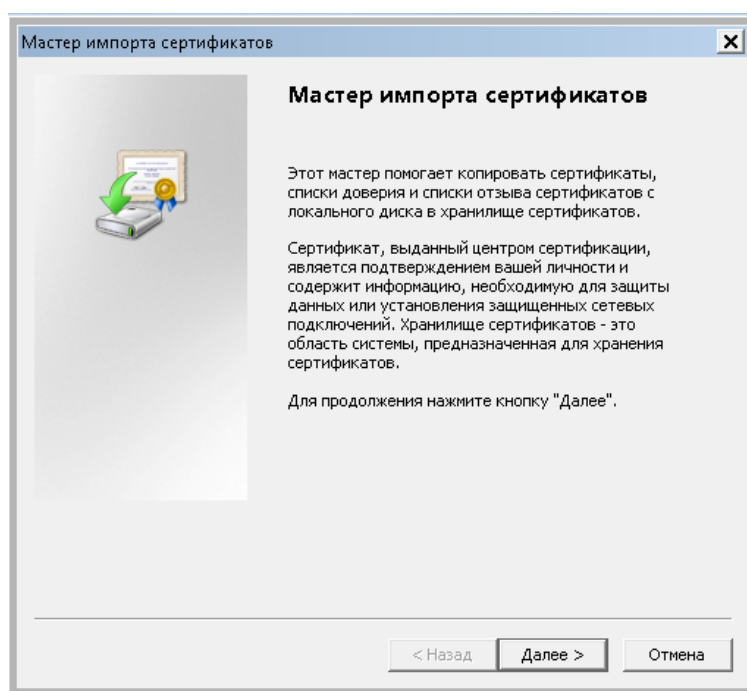 Мастер импорта сертификатов
Мастер импорта сертификатов
Этот мастер помогает копировать сертификаты,
списки доверия и списки отзыва сертификатов с
локального диска в хранилище сертификатов.
Сертификат, выданный центром сертификации,
является подтверждением вашей личности и
содержит информацию, необходимую для защиты
данных или установления защищенных сетевых
подключений. Хранилище сертификатов - это
область системы, предназначенная для хранения
сертификатов.
Для продолжения нажмите кнопку "Далее".
< Назад Далее > Отмена